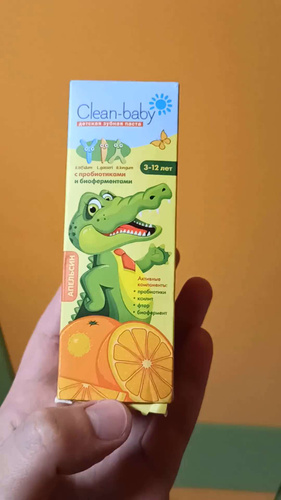 Clean-baby
детская зубная паста
с пробиотиками
и биоферментами
3-12 лет
АПЕЛЬСИН
Активные
компоненты:
• пробиотики
• ксилит
• фтор
• биофермент